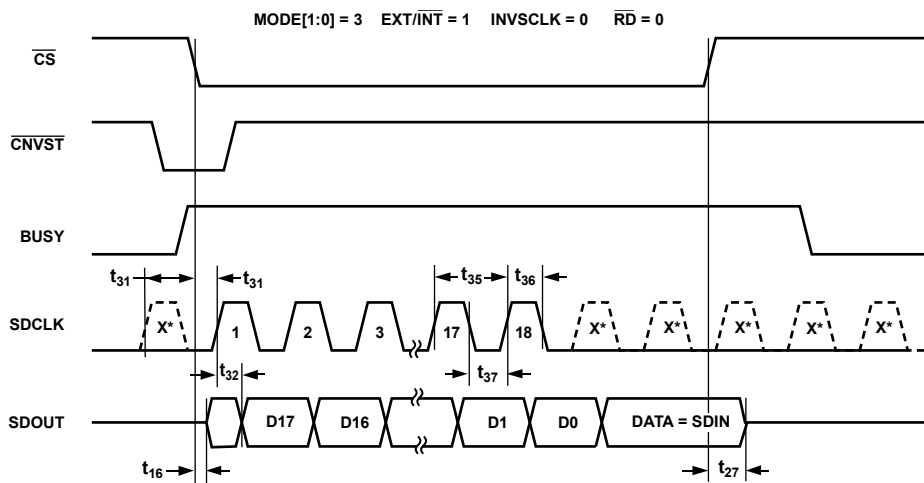 MODE[1:0] = 3 EXT/INT = 1 INVSCLK = 0 RD = 0
CS
CNVST
BUSY
t31 t31 t35 t36
SDCLK X* 1 2 3 17 18 X* X* X* X* X*
t32 t37
SDOUT D17 D16 D1 D0 DATA = SDIN
t16 t27